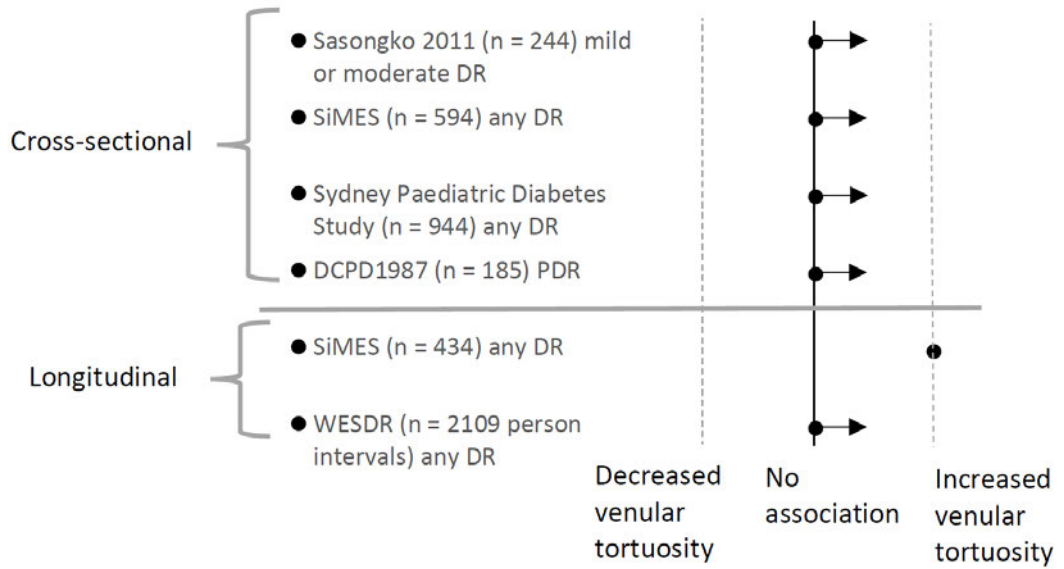 Cross-sectional
● Sasongko 2011 (n = 244) mild
or moderate DR
● SiMES (n = 594) any DR
● Sydney Paediatric Diabetes
Study (n = 944) any DR
● DCPD1987 (n = 185) PDR
Longitudinal
● SiMES (n = 434) any DR
● WESDR (n = 2109 person
intervals) any DR
Decreased
venular
tortuosity
No
association
Increased
venular
tortuosity